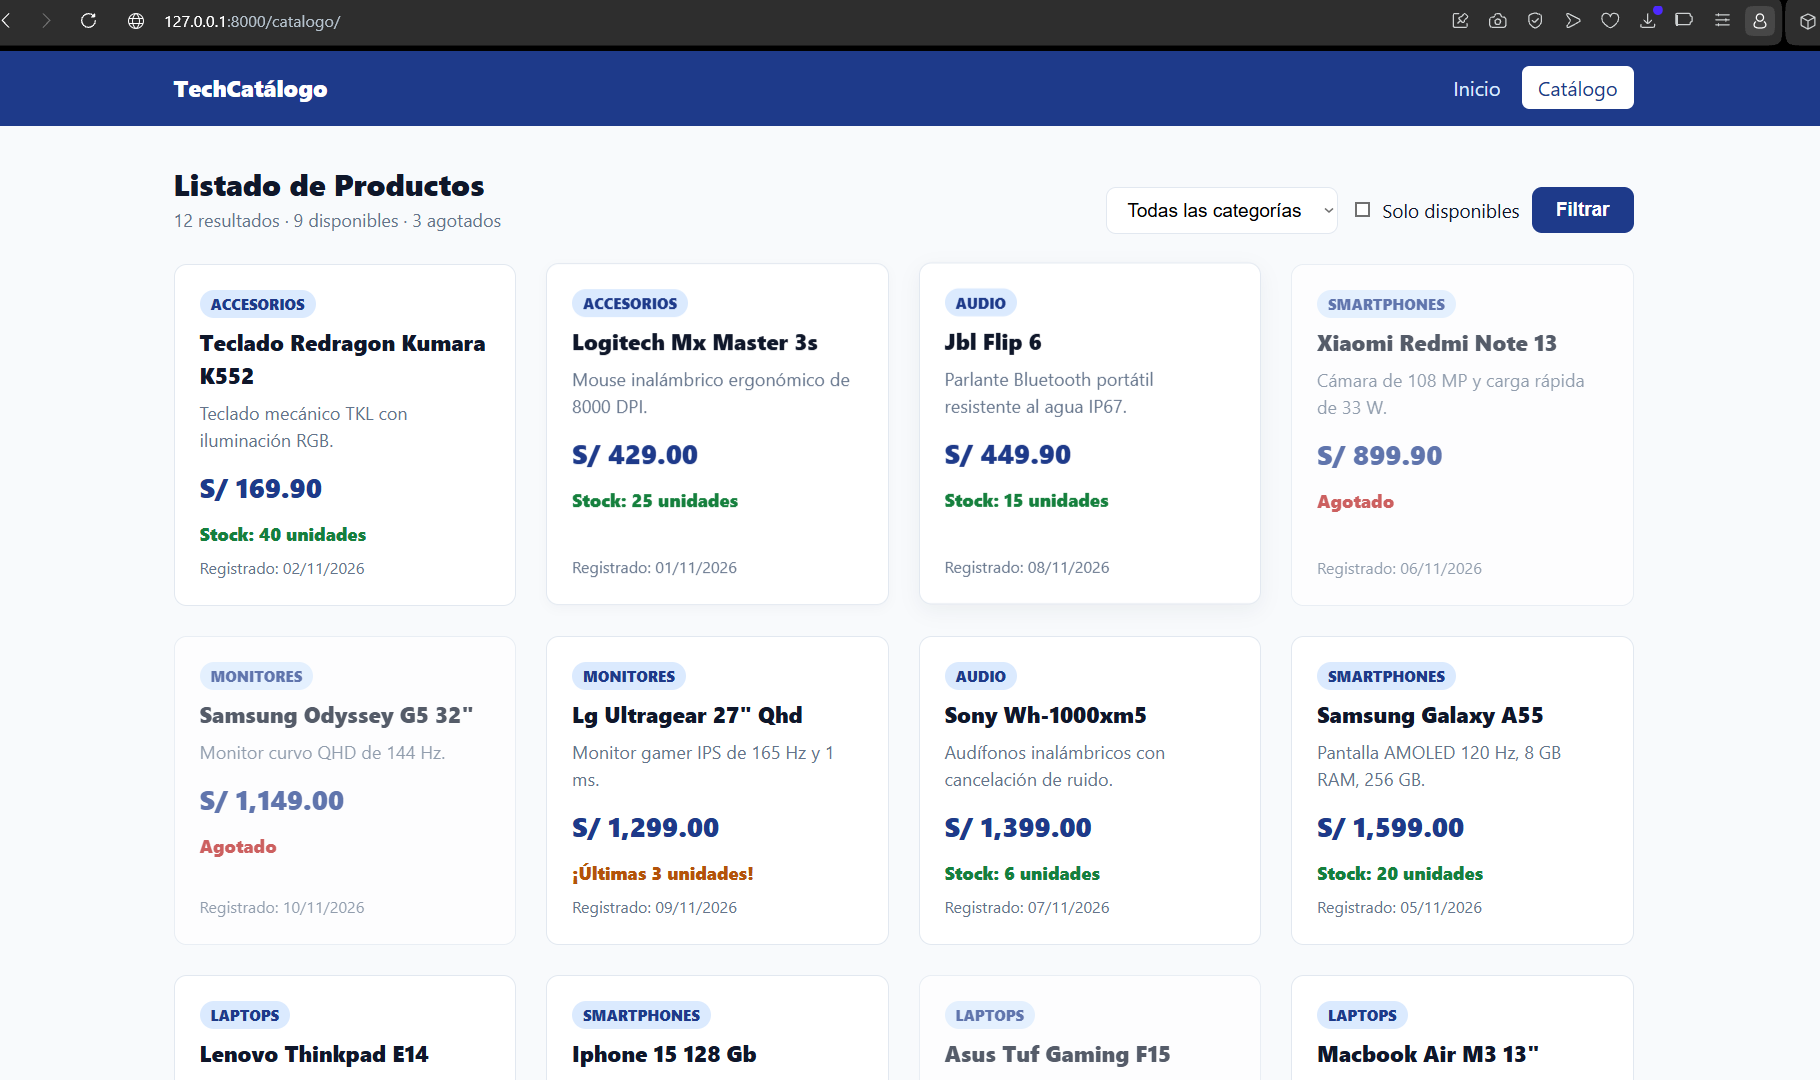 127.0.0.1:8000/catalogo/
TechCatálogo
Inicio
Catálogo
Listado de Productos
12 resultados · 9 disponibles · 3 agotados
Todas las categorías
Solo disponibles
Filtrar
ACCESORIOS
Teclado Redragon Kumara
K552
Teclado mecánico TKL con
iluminación RGB.
S/ 169.90
Stock: 40 unidades
Registrado: 02/11/2026
ACCESORIOS
Logitech Mx Master 3s
Mouse inalámbrico ergonómico de
8000 DPI.
S/ 429.00
Stock: 25 unidades
Registrado: 01/11/2026
AUDIO
Jbl Flip 6
Parlante Bluetooth portátil
resistente al agua IP67.
S/ 449.90
Stock: 15 unidades
Registrado: 08/11/2026
SMARTPHONES
Xiaomi Redmi Note 13
Cámara de 108 MP y carga rápida
de 33 W.
S/ 899.90
Agotado
Registrado: 06/11/2026
MONITORES
Samsung Odyssey G5 32"
Monitor curvo QHD de 144 Hz.
S/ 1,149.00
Agotado
Registrado: 10/11/2026
MONITORES
Lg Ultragear 27" Qhd
Monitor gamer IPS de 165 Hz y 1
ms.
S/ 1,299.00
¡Últimas 3 unidades!
Registrado: 09/11/2026
AUDIO
Sony Wh-1000xm5
Audífonos inalámbricos con
cancelación de ruido.
S/ 1,399.00
Stock: 6 unidades
Registrado: 07/11/2026
SMARTPHONES
Samsung Galaxy A55
Pantalla AMOLED 120 Hz, 8 GB
RAM, 256 GB.
S/ 1,599.00
Stock: 20 unidades
Registrado: 05/11/2026
LAPTOPS
Lenovo Thinkpad E14
SMARTPHONES
Iphone 15 128 Gb
LAPTOPS
Asus Tuf Gaming F15
LAPTOPS
Macbook Air M3 13"